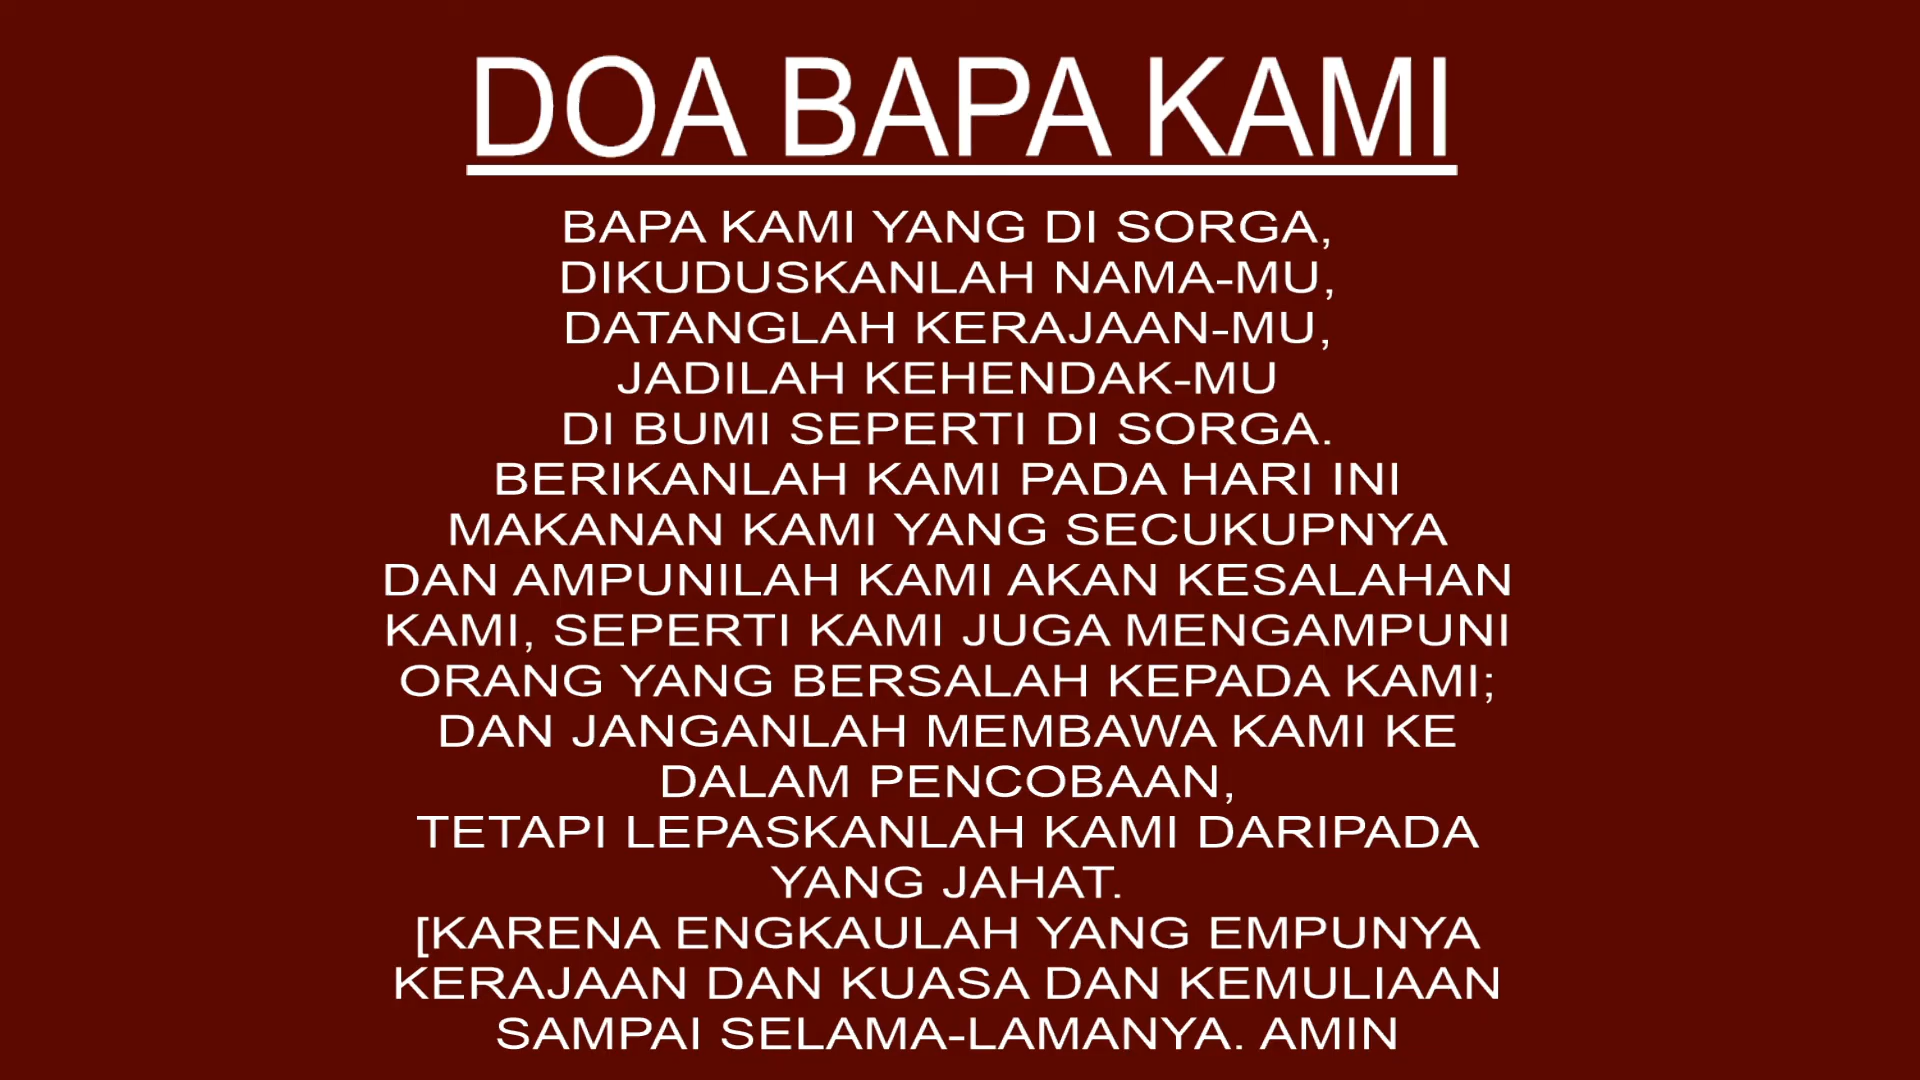 DOA BAPA KAMI
BAPA KAMI YANG DI SORGA,
DIKUDUSKANLAH NAMA-MU,
DATANGLAH KERAJAAN-MU,
JADILAH KEHENDAK-MU
DI BUMI SEPERTI DI SORGA.
BERIKANLAH KAMI PADA HARI INI
MAKANAN KAMI YANG SECUKUPNYA
DAN AMPUNILAH KAMI AKAN KESALAHAN
KAMI, SEPERTI KAMI JUGA MENGAMPUNI
ORANG YANG BERSALAH KEPADA KAMI;
DAN JANGANLAH MEMBAWA KAMI KE
DALAM PENCOBAAN,
TETAPI LEPASKANLAH KAMI DARIPADA
YANG JAHAT.
[KARENA ENGKAULAH YANG EMPUNYA
KERAJAAN DAN KUASA DAN KEMULIAAN
SAMPAI SELAMA-LAMANYA. AMIN